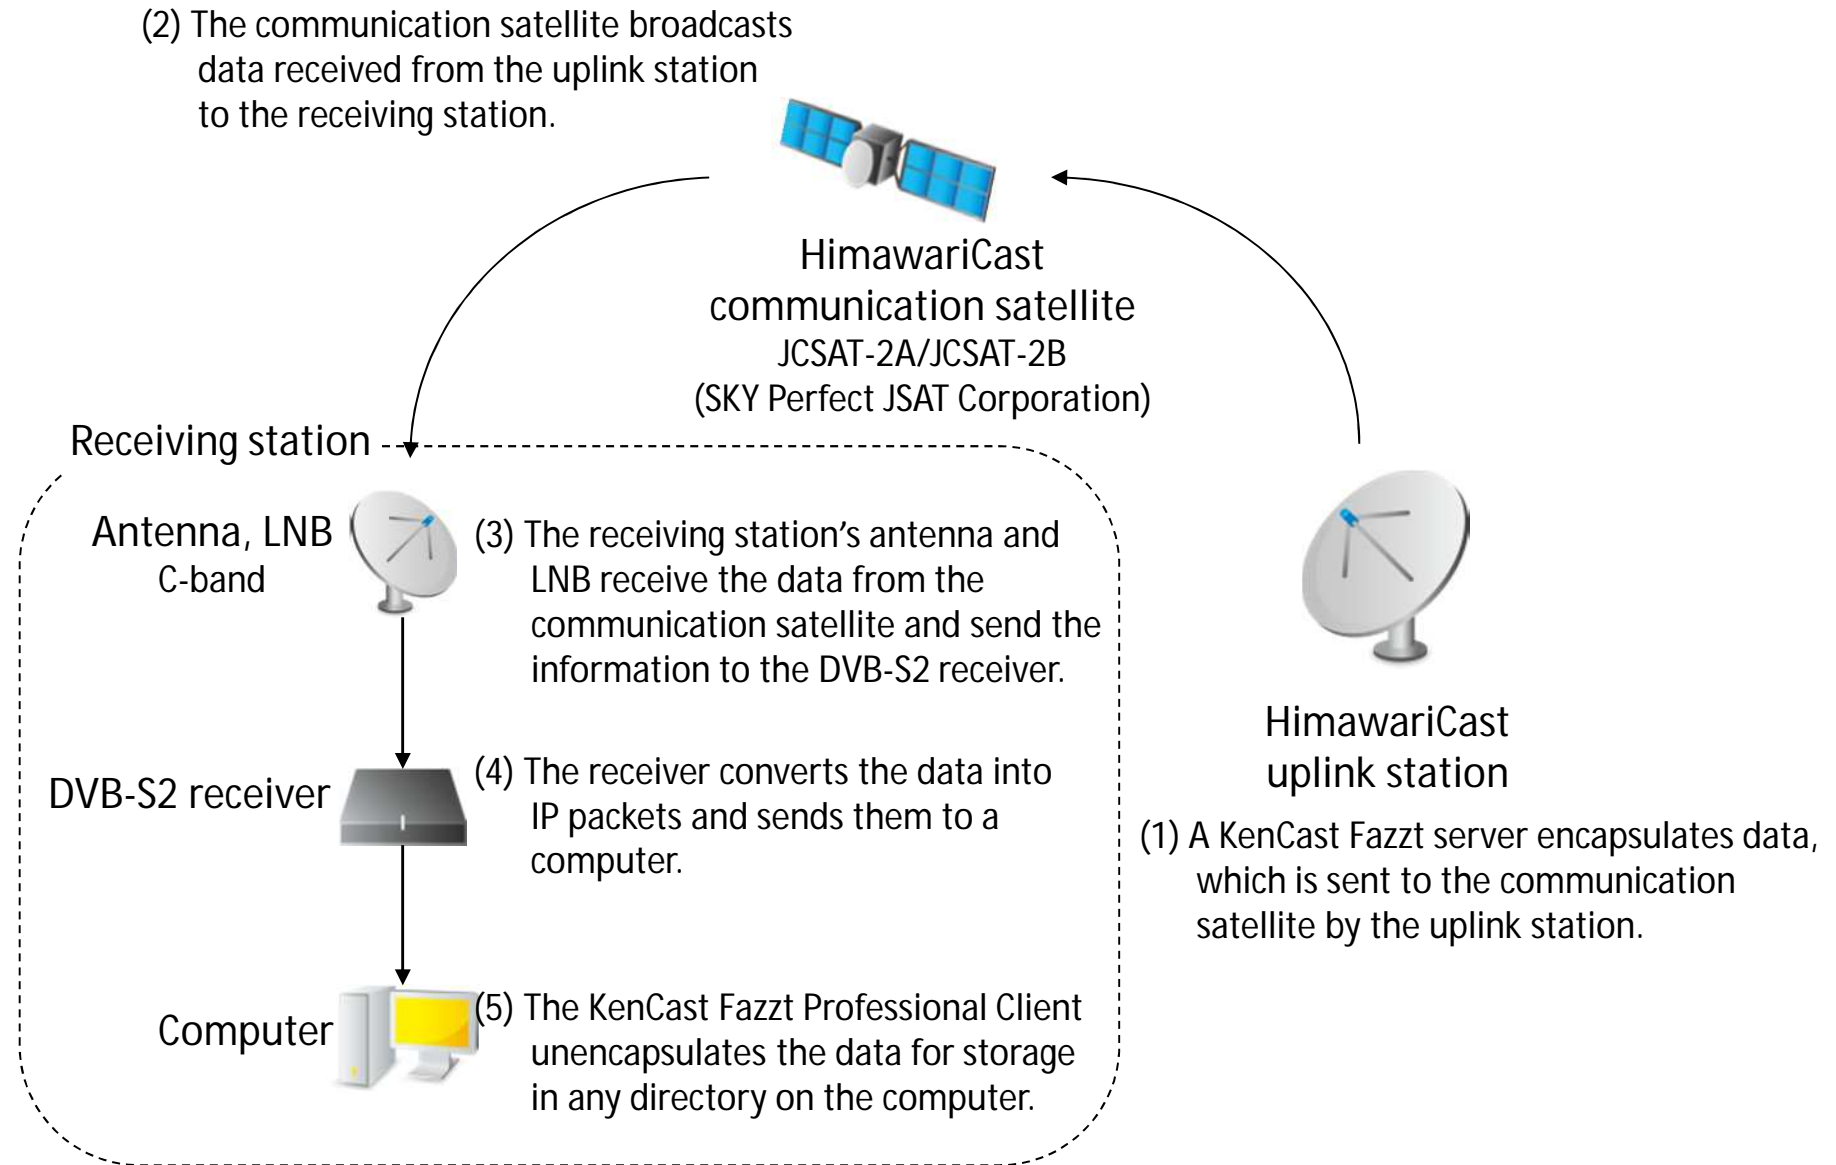 (2) The communication satellite broadcasts
data received from the uplink station
to the receiving station.
HimawariCast
communication satellite
JCSAT-2A/JCSAT-2B
(SKY Perfect JSAT Corporation)
Receiving station
Antenna, LNB
C-band
(3) The receiving station’s antenna and
LNB receive the data from the
communication satellite and send the
information to the DVB-S2 receiver.
DVB-S2 receiver
(4) The receiver converts the data into
IP packets and sends them to a
computer.
Computer
(5) The KenCast Fazzt Professional Client
unencapsulates the data for storage
in any directory on the computer.
HimawariCast
uplink station
(1) A KenCast Fazzt server encapsulates data,
which is sent to the communication
satellite by the uplink station.